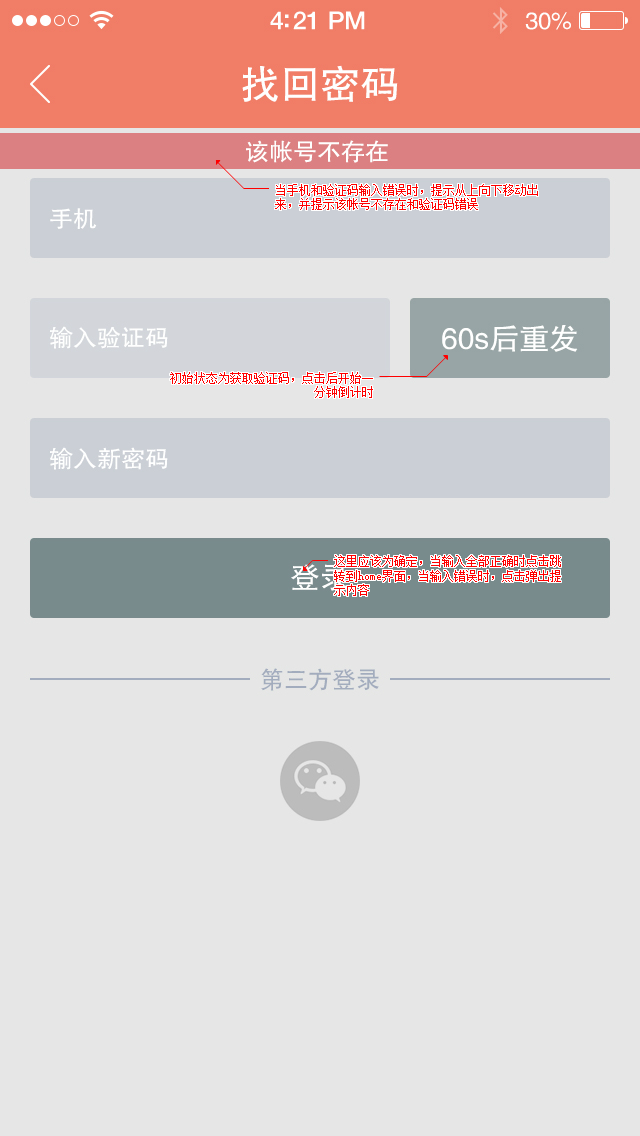 4:21 PM
30%
找回密码
该帐号不存在
当手机和验证码输入错误时，提示从上向下移动出
来，并提示该帐号不存在和验证码错误
手机
输入验证码
60s后重发
初始状态为获取验证码，点击后开始一
分钟倒计时
输入新密码
登录
这里应该为确定，当输入全部正确时点击跳
转到home界面，当输入错误时，点击弹出提
示内容
第三方登录